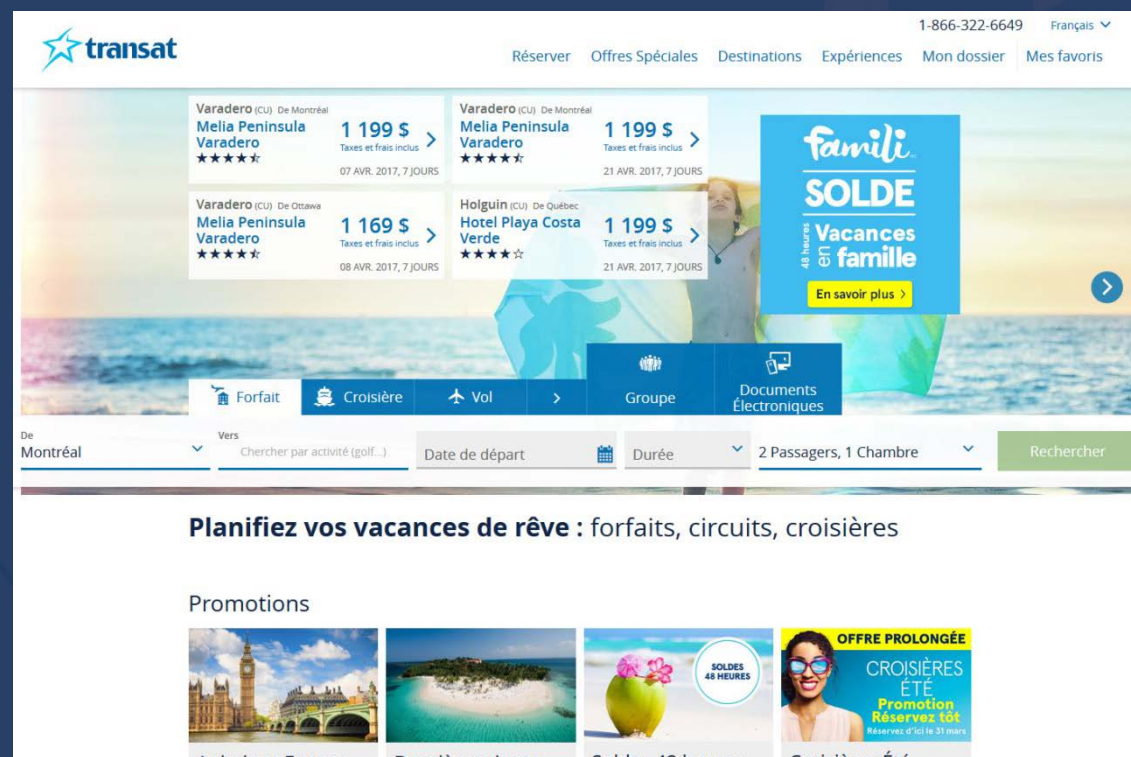 transat
1-866-322-6649 Français
Réserver Offres Spéciales Destinations Expériences Mon dossier Mes favoris
Varadero (CU) De Montréal
Melia Peninsula
Varadero
1 199 $
Taxes et frais inclus
07 AVR. 2017, 7 JOURS
Varadero (CU) De Montréal
Melia Peninsula
Varadero
1 199 $
Taxes et frais inclus
21 AVR. 2017, 7 JOURS
Varadero (CU) De Ottawa
Melia Peninsula
Varadero
1 169 $
Taxes et frais inclus
08 AVR. 2017, 7 JOURS
Holguin (CU) De Québec
Hotel Playa Costa
Verde
1 199 $
Taxes et frais inclus
21 AVR. 2017, 7 JOURS
famili
SOLDE
48 heures
Vacances
en famille
En savoir plus >
Forfait Croisière Vol > Groupe
Documents
Électroniques
De
Montréal
Vers
Chercher par activité (golf...)
Date de départ
Durée
2 Passagers, 1 Chambre
Rechercher
Planifiez vos vacances de rêve : forfaits, circuits, croisières
Promotions
SOLDES
48 HEURES
OFFRE PROLONGÉE
CROISIÈRES
ÉTÉ
Promotion
Réservez tôt
Réservez d'ici le 31 mars